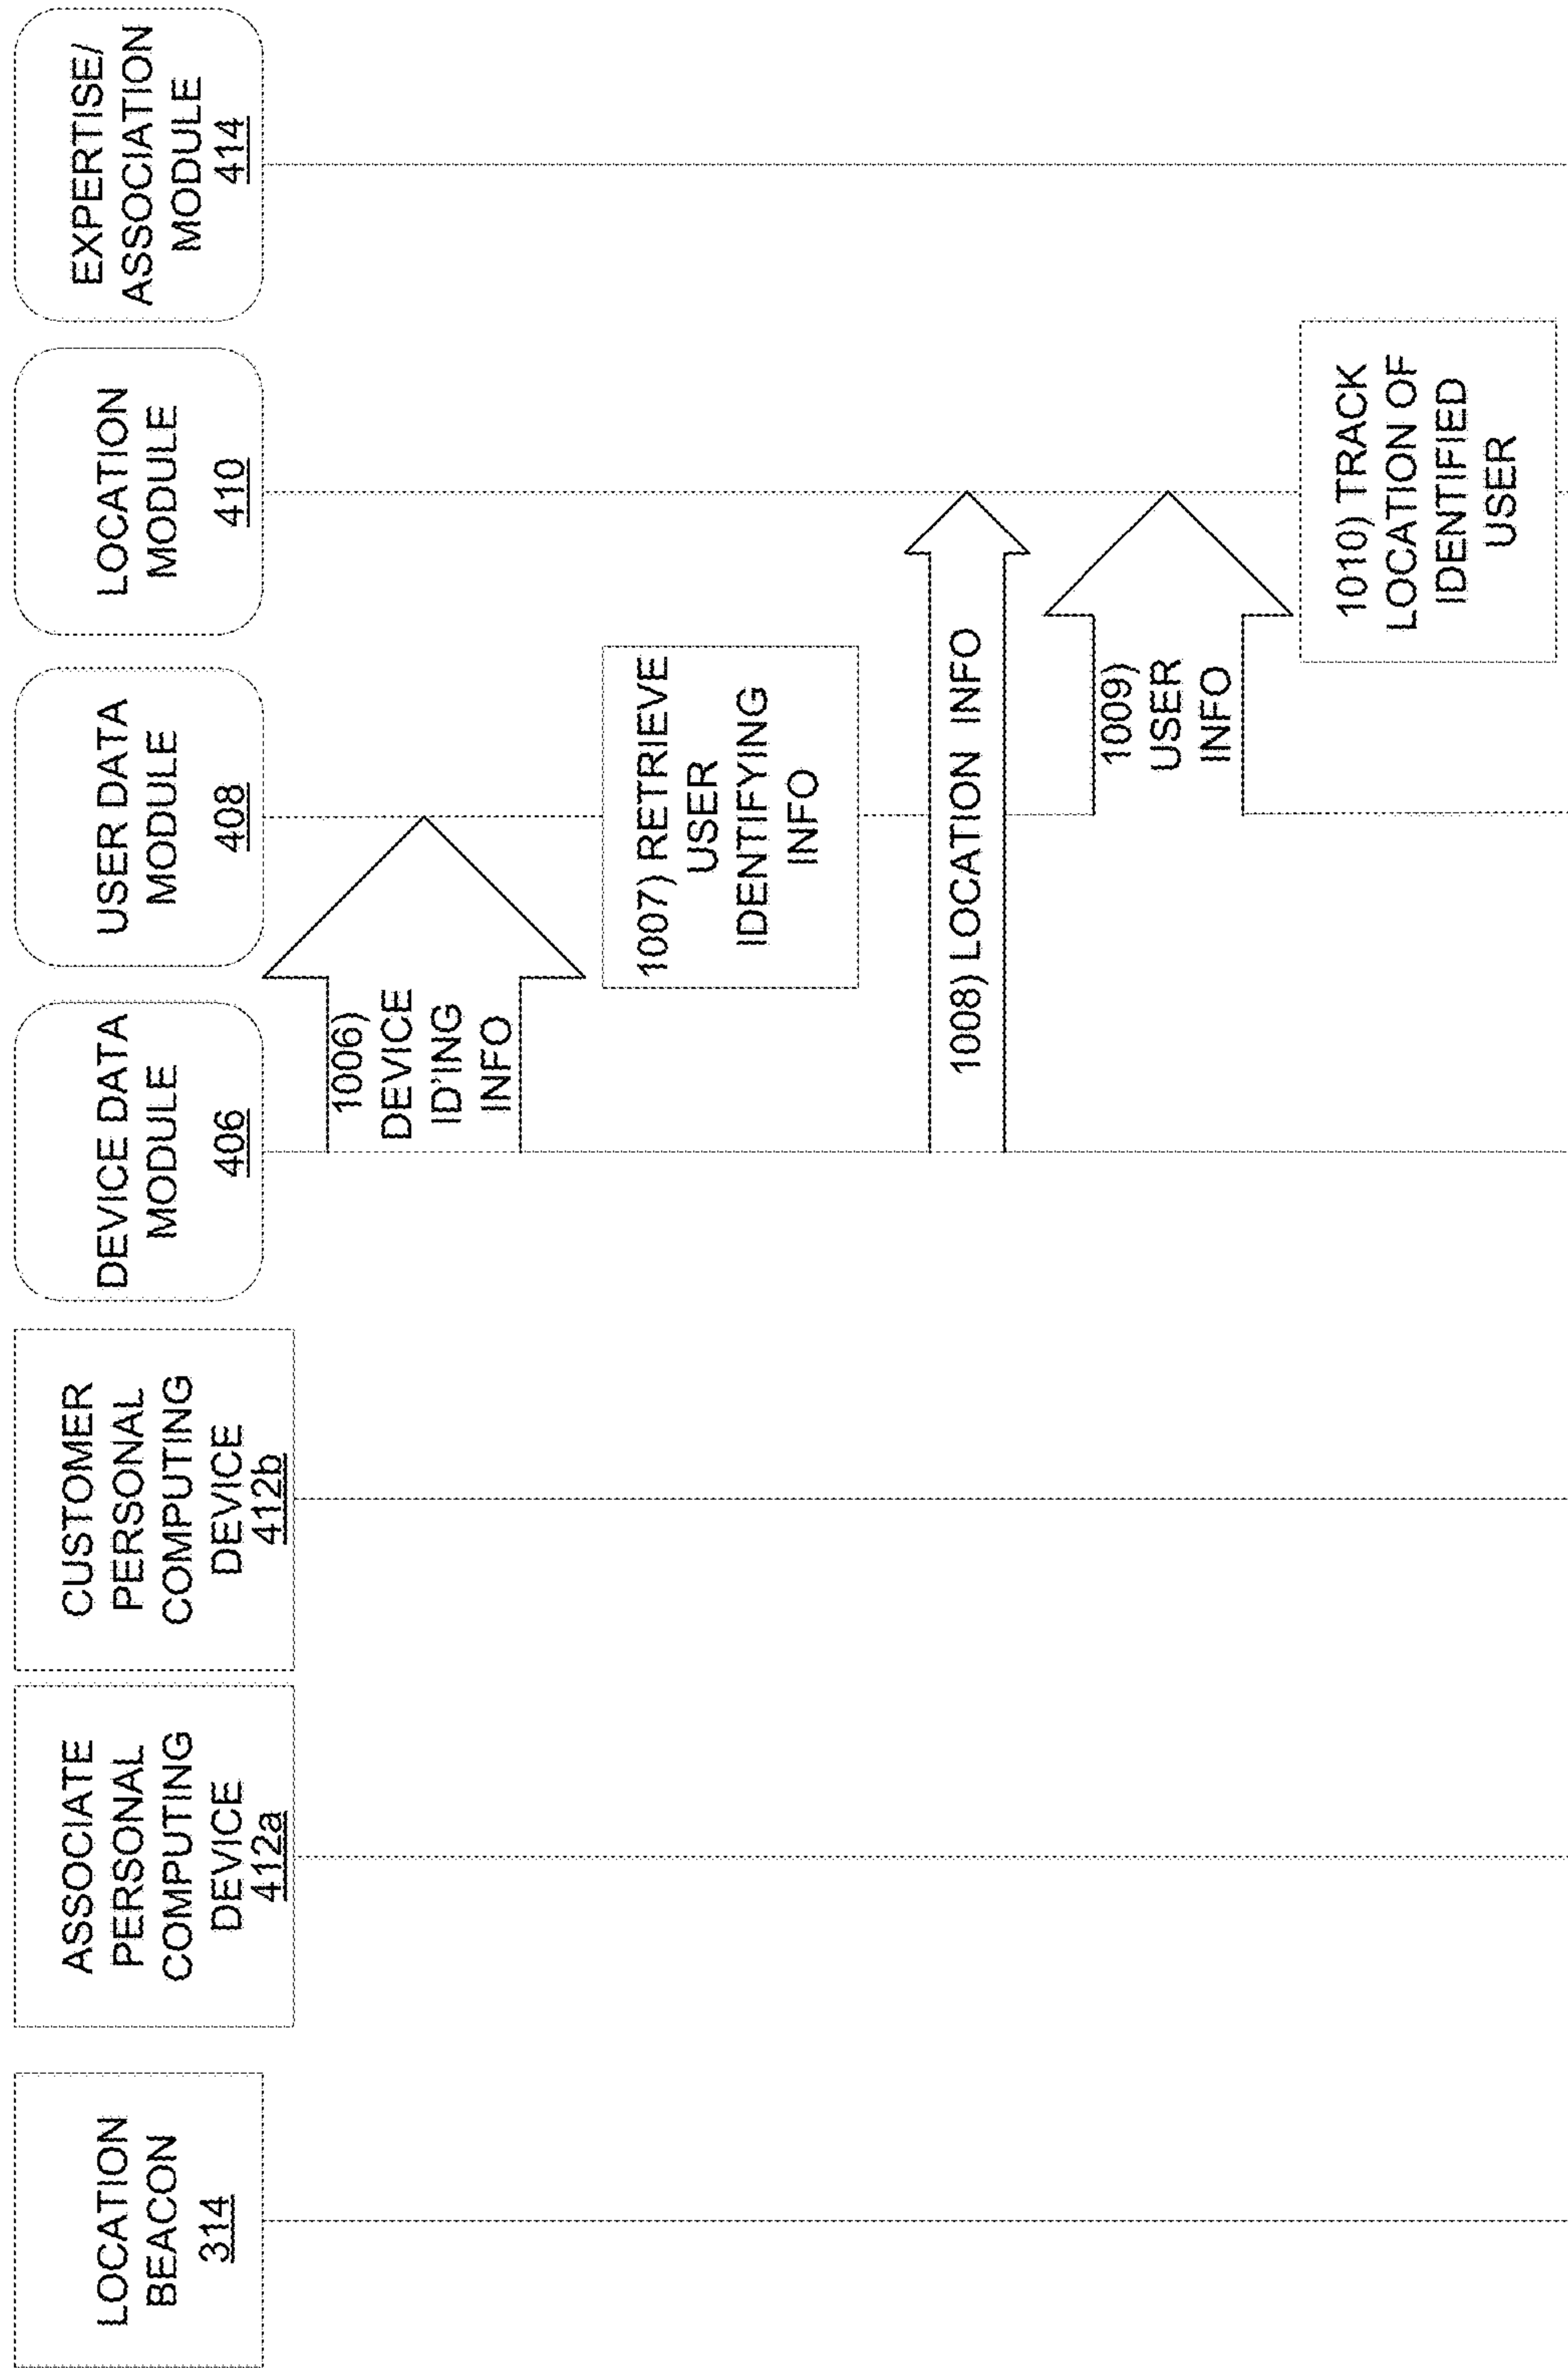 LOCATION
BEACON
314
ASSOCIATE
PERSONAL
COMPUTING
DEVICE
412a
CUSTOMER
PERSONAL
COMPUTING
DEVICE
412b
DEVICE DATA
MODULE
406
USER DATA
MODULE
408
LOCATION
MODULE
410
EXPERTISE/
ASSOCIATION
MODULE
414
1006)
DEVICE
ID'ING
INFO
1007) RETRIEVE
USER
IDENTIFYING
INFO
1008) LOCATION INFO
1009)
USER
INFO
1010) TRACK
LOCATION OF
IDENTIFIED
USER